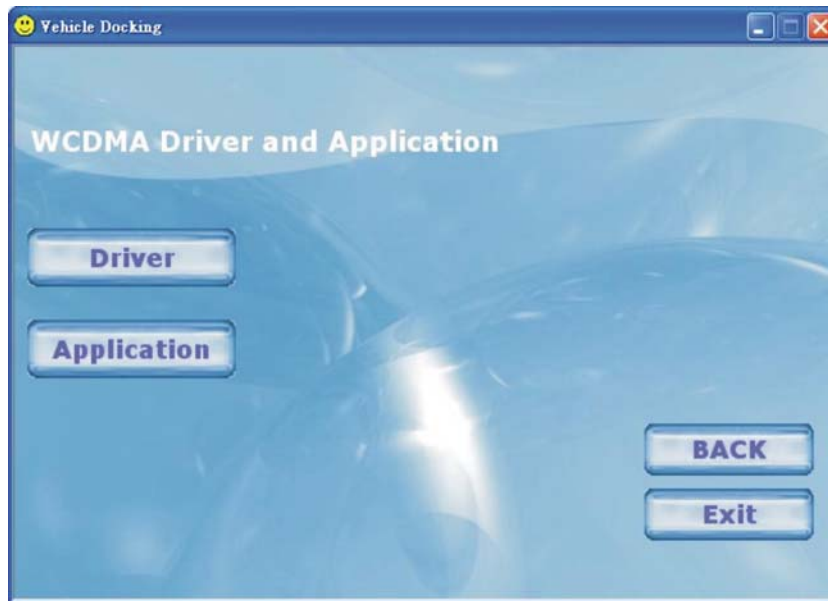 Vehicle Docking
WCDMA Driver and Application
Driver
Application
BACK
Exit